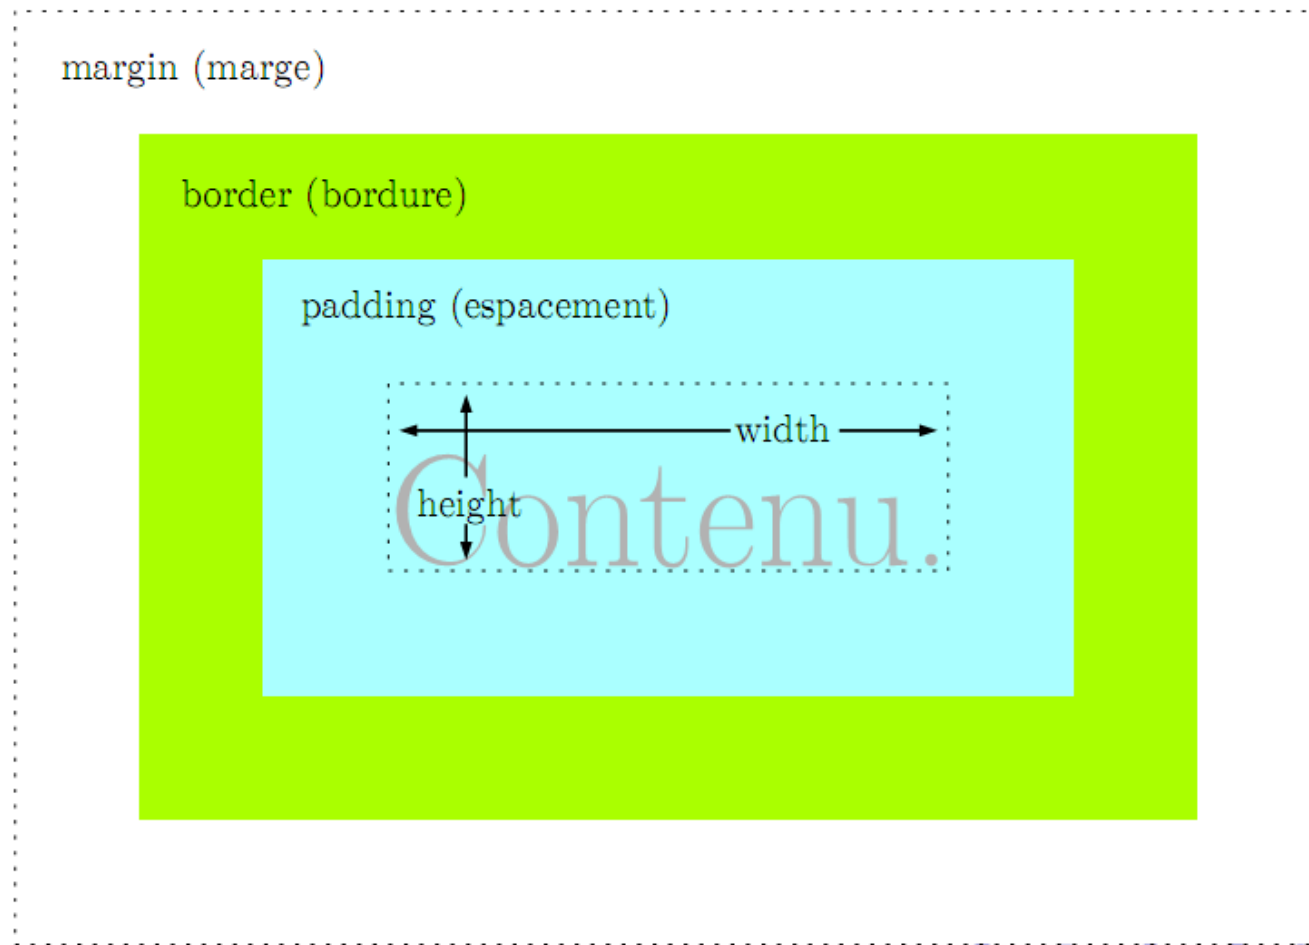 margin (marge)
border (bordure)
padding (espacement)
width
height
Contenu.